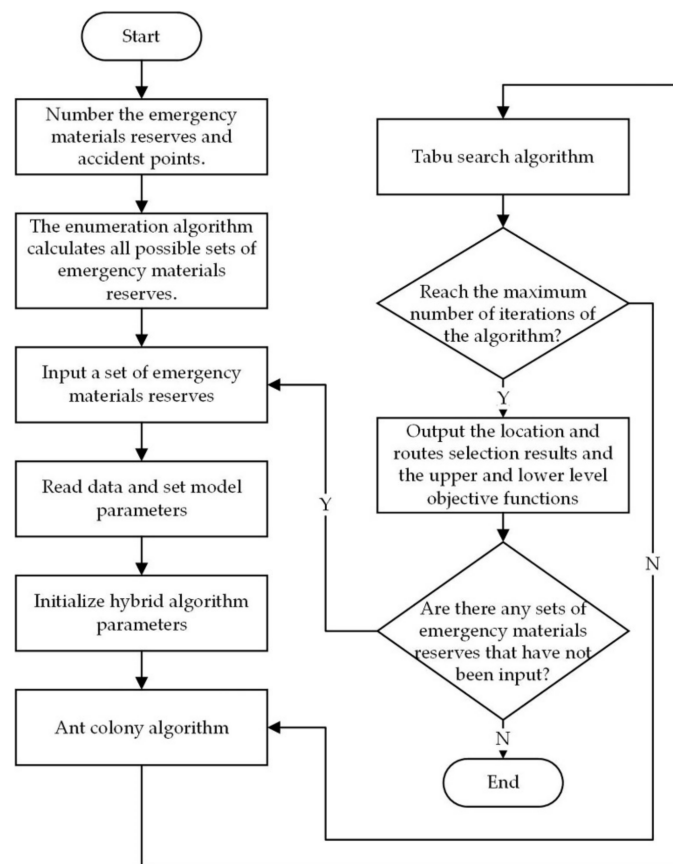 Start
Number the emergency
materials reserves and
accident points.
The enumeration algorithm
calculates all possible sets of
emergency materials
reserves.
Input a set of emergency
materials reserves
Read data and set model
parameters
Initialize hybrid algorithm
parameters
Ant colony algorithm
Tabu search algorithm
Reach the maximum
number of iterations of
the algorithm?
Y
N
Output the location and
routes selection results and
the upper and lower level
objective functions
Are there any sets of
emergency materials
reserves that have not
been input?
Y
N
End